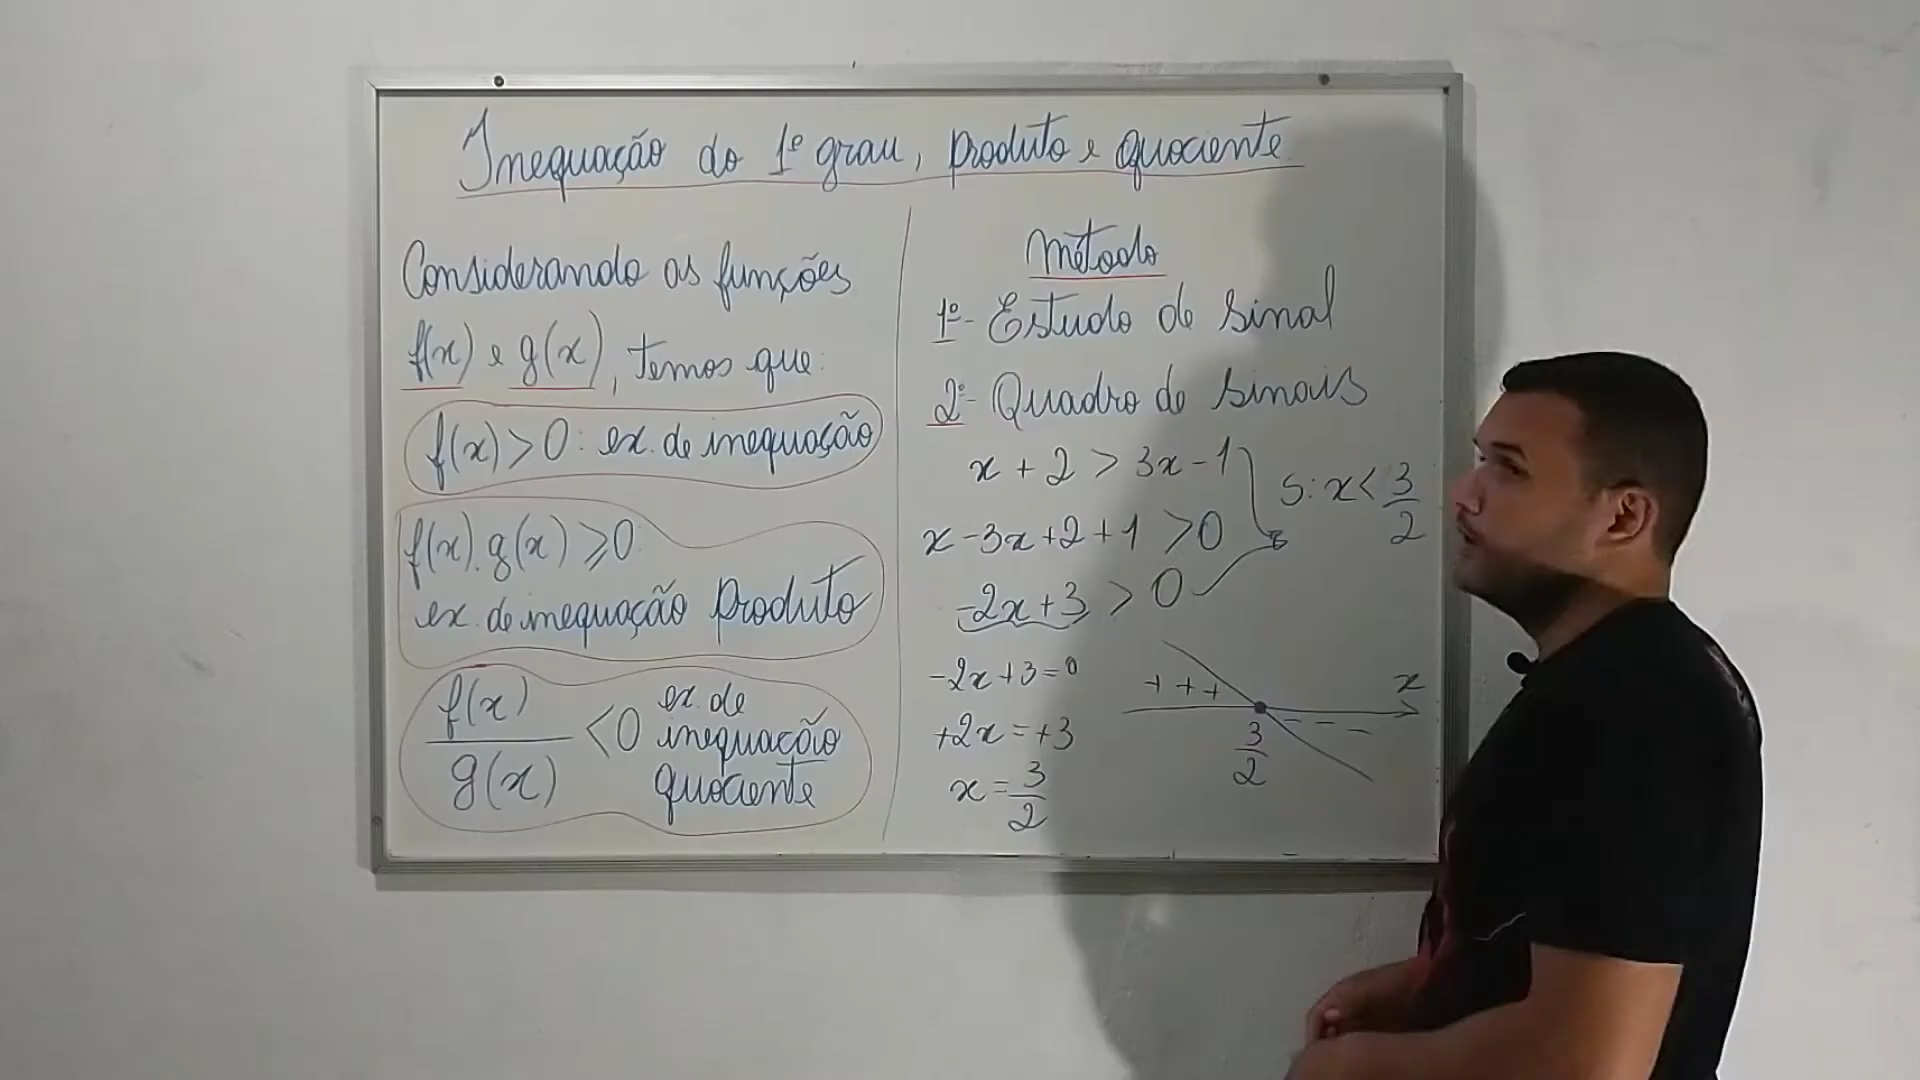 Inequação do 1º grau, produto e quociente.
Considerando as funções
f(x) e g(x), temos que:
f(x) > 0 : ex. de inequação
f(x).g(x) ⩾ 0
ex. de inequação produto
f(x)
g(x)
< 0
ex. de
inequação
quociente
Método
1º- Estudo de sinal
2º- Quadro de sinais
x + 2 > 3x - 1
x - 3x + 2 + 1 > 0
-2x + 3 > 0
S: x < 3/2
-2x + 3 = 0
+2x = +3
x = 3/2
+ + +
- - -
x
3/2